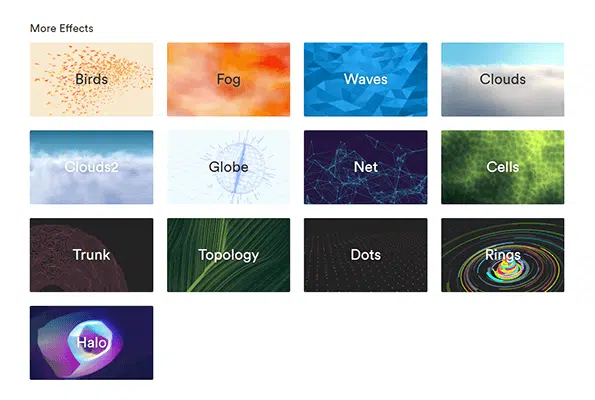 More Effects
Birds
Fog
Waves
Clouds
Clouds2
Globe
Net
Cells
Trunk
Topology
Dots
Rings
Halo